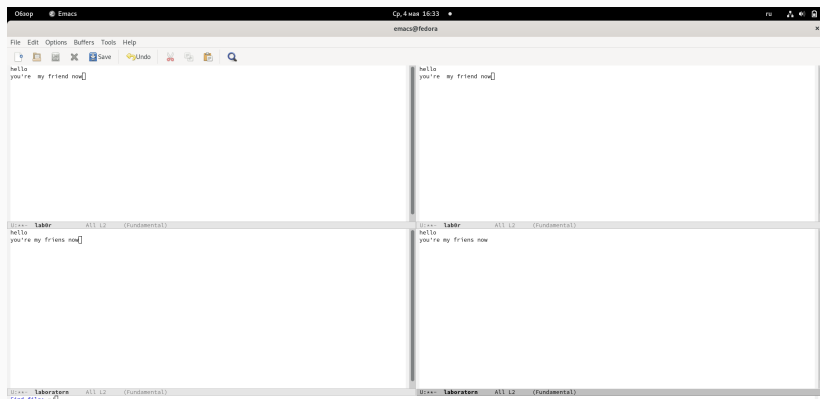 Обзор Emacs Ср, 4 мая 16:33 ru
emacs@fedora
File Edit Options Buffers Tools Help
Save Undo
hello
you're  my friend now
hello
you're  my friend now
U:**- lab0r All L2 (Fundamental)
U:**- lab0r All L2 (Fundamental)
hello
you're my friens now
hello
you're my friens now
U:**- laboratorn All L2 (Fundamental)
U:**- laboratorn All L2 (Fundamental)
Find file: